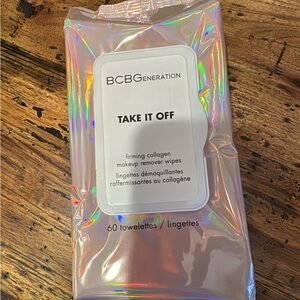 BCBGENERATION
TAKE IT OFF
firming collagen
makeup remover wipes
lingettes démaquillantes
raffermissantes au collagène
60 towelettes / lingettes